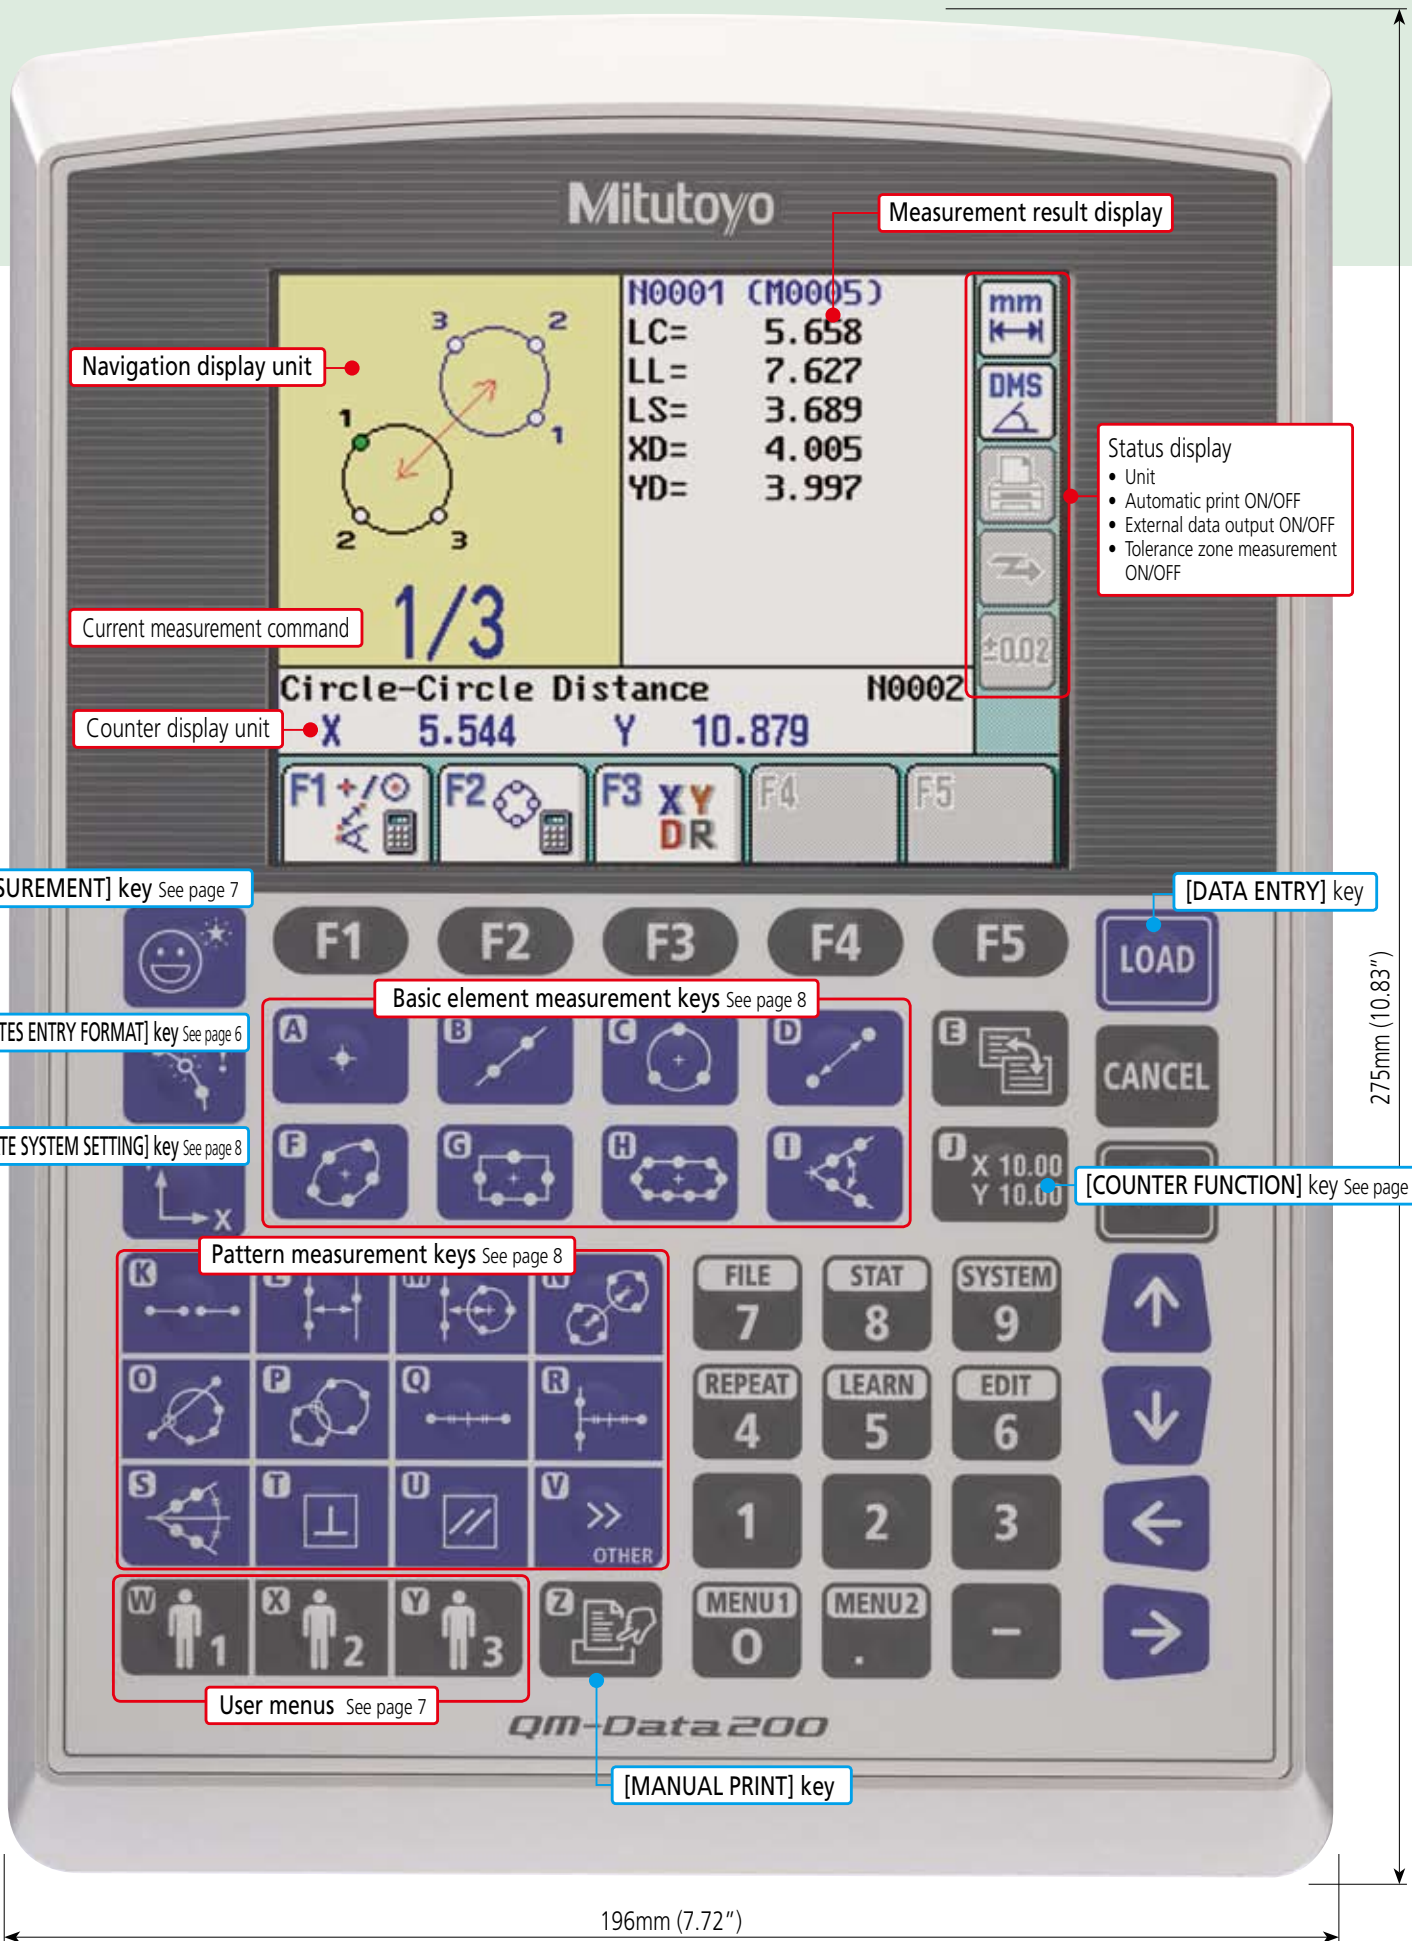 Mitutoyo
Measurement result display
Navigation display unit
3 2
1
1
2 3
1/3
N0001 (M0005)
LC= 5.658
LL= 7.627
LS= 3.689
XD= 4.005
YD= 3.997
mm
DMS
±0.02
Status display
• Unit
• Automatic print ON/OFF
• External data output ON/OFF
• Tolerance zone measurement
ON/OFF
Current measurement command
Circle-Circle Distance N0002
Counter display unit
X 5.544 Y 10.879
F1 F2 F3 XY F4 F5
DR
SUREMENT] key See page 7
[DATA ENTRY] key
F1 F2 F3 F4 F5 LOAD
Basic element measurement keys See page 8
TES ENTRY FORMAT] key See page 6
A B C D E
!
CANCEL
TE SYSTEM SETTING] key See page 8
F G H I J
X 10.00
Y 10.00
X
[COUNTER FUNCTION] key See page
Pattern measurement keys See page 8
K L M N
O P Q R
S T U V
>>
OTHER
FILE STAT SYSTEM
7 8 9
REPEAT LEARN EDIT
4 5 6
1 2 3
MENU1 MENU2
0 . −
W 1 X 2 Y 3 Z
User menus See page 7
QM-Data200
[MANUAL PRINT] key
275mm (10.83")
196mm (7.72")